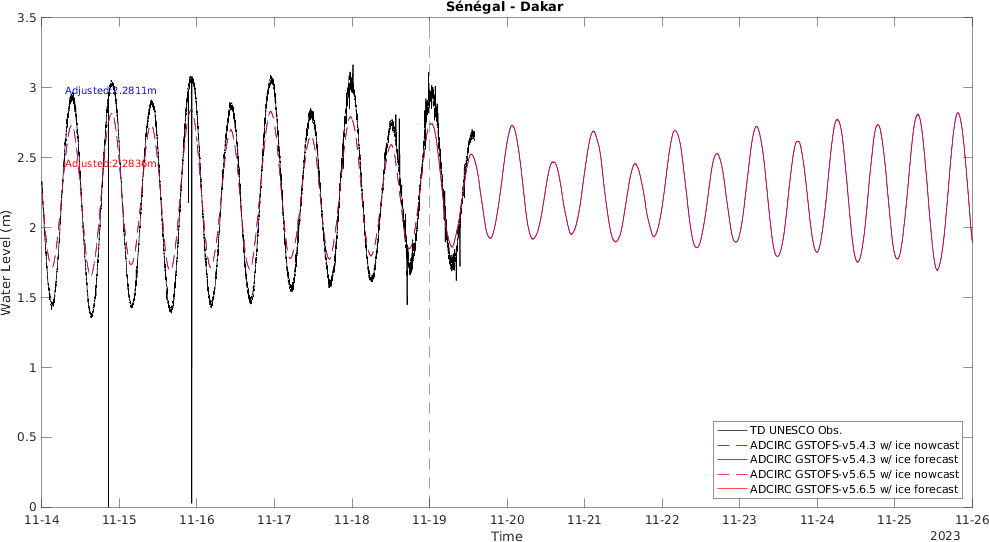 Sénégal - Dakar
3.5
3
2.5
2
1.5
1
0.5
0
Water Level (m)
Adjusted:2.2811m
Adjusted:2.2836m
TD UNESCO Obs.
ADCIRC GSTOFS-v5.4.3 w/ ice nowcast
ADCIRC GSTOFS-v5.4.3 w/ ice forecast
ADCIRC GSTOFS-v5.6.5 w/ ice nowcast
ADCIRC GSTOFS-v5.6.5 w/ ice forecast
11-14 11-15 11-16 11-17 11-18 11-19 11-20 11-21 11-22 11-23 11-24 11-25 11-26
Time
2023